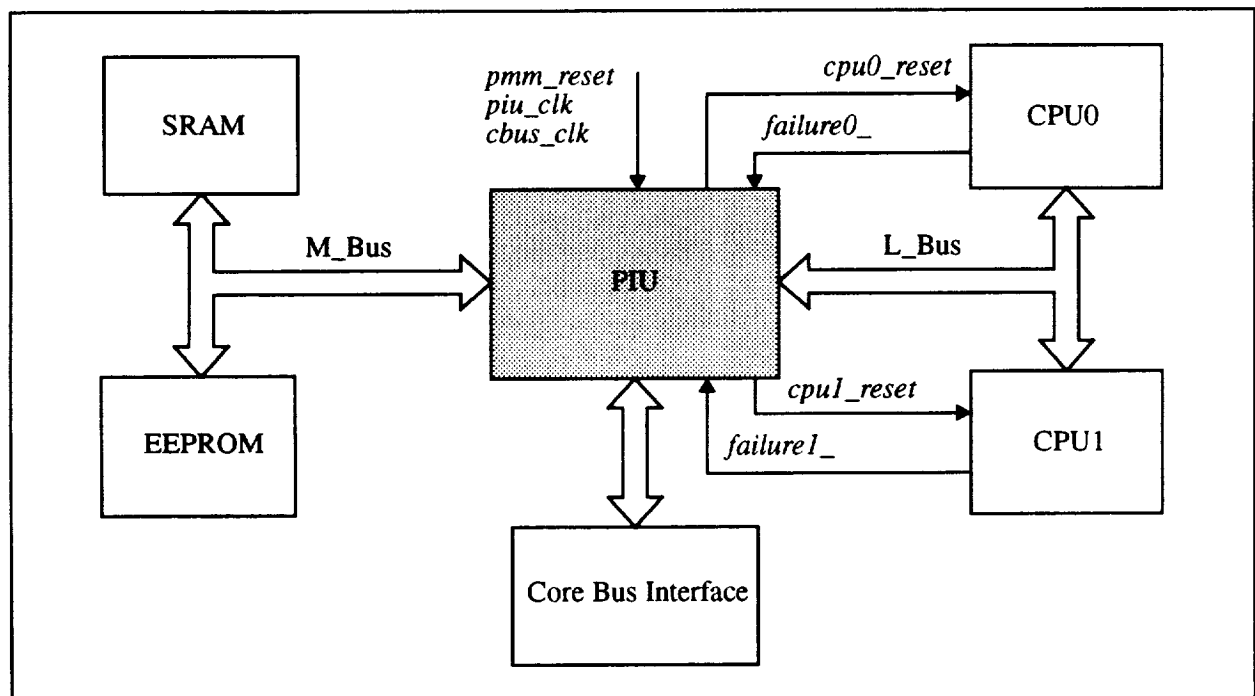 SRAM
pmm_reset
piu_clk
cbus_clk
cpu0_reset
failure0_
CPU0
M_Bus
PIU
L_Bus
EEPROM
cpu1_reset
failure1_
CPU1
Core Bus Interface